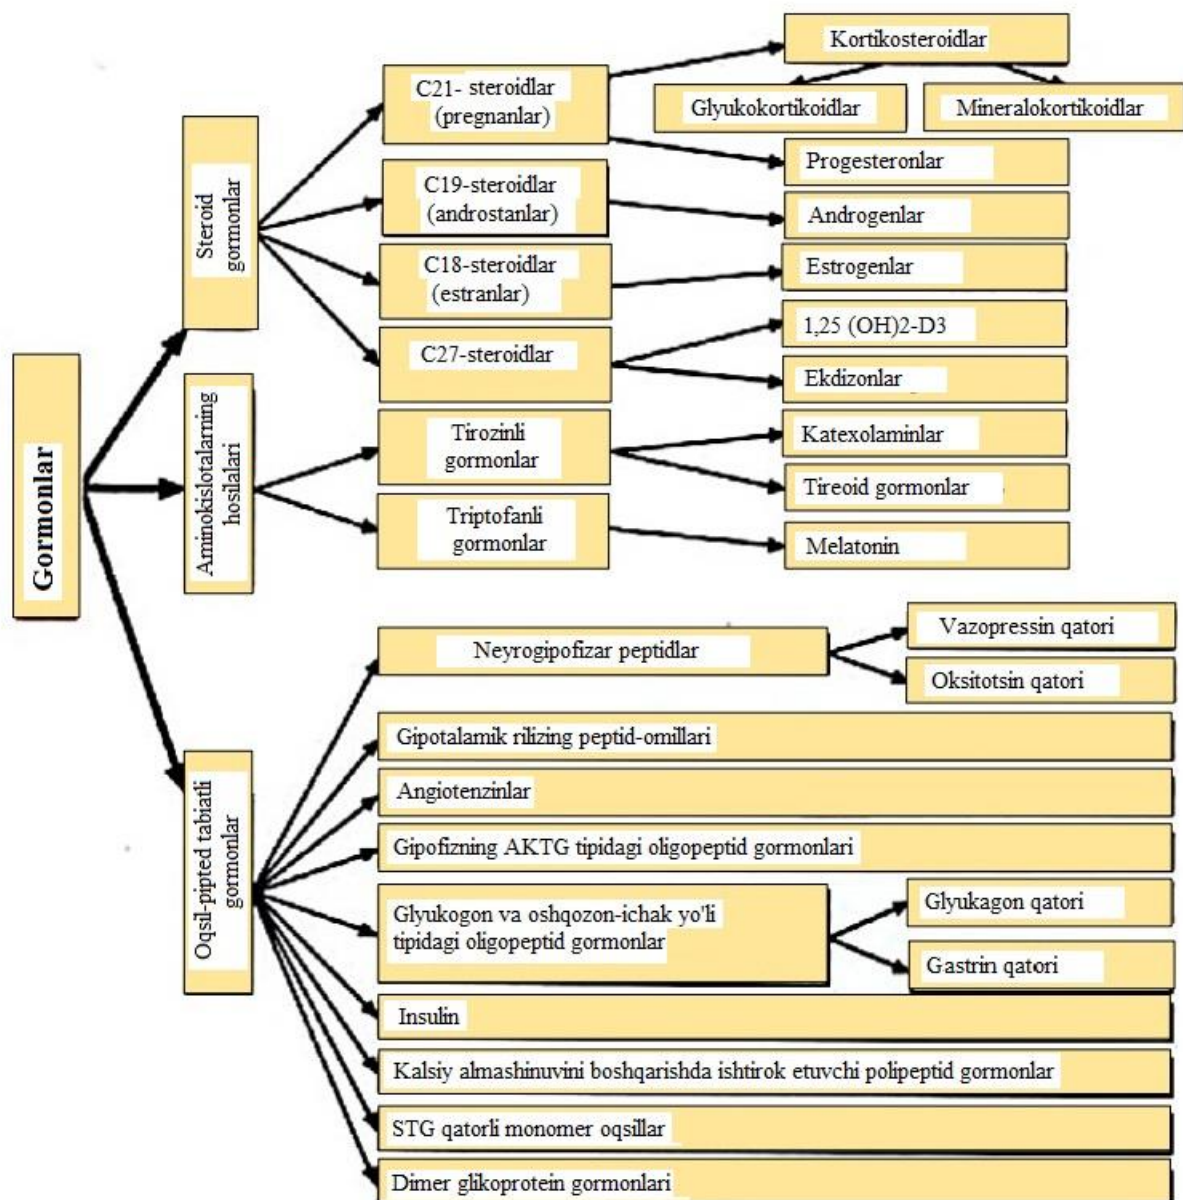 Gormonlar
Steroid
gormonlar
C21- steroidlar
(pregnanlar)
Kortikosteroidlar
Glyukokortikoidlar
Mineralokortikoidlar
Progesteronlar
C19-steroidlar
(androstanlar)
Androgenlar
C18-steroidlar
(estranlar)
Estrogenlar
C27-steroidlar
1,25 (OH)2-D3
Ekdizonlar
Aminokislotalarning
hosilalari
Tirozinli
gormonlar
Katexolaminlar
Tireoid gormonlar
Triptofanli
gormonlar
Melatonin
Oqsil-pipted tabiatli
gormonlar
Neyrogipofizar peptidlar
Vazopressin qatori
Oksitotsin qatori
Gipotalamik rilizing peptid-omillari
Angiotenzinlar
Gipofizning AKTG tipidagi oligopeptid gormonlari
Glyukogon va oshqozon-ichak yo'li
tipidagi oligopeptid gormonlar
Glyukagon qatori
Gastrin qatori
Insulin
Kalsiy almashinuvini boshqarishda ishtirok etuvchi polipeptid gormonlar
STG qatorli monomer oqsillar
Dimer glikoprotein gormonlari